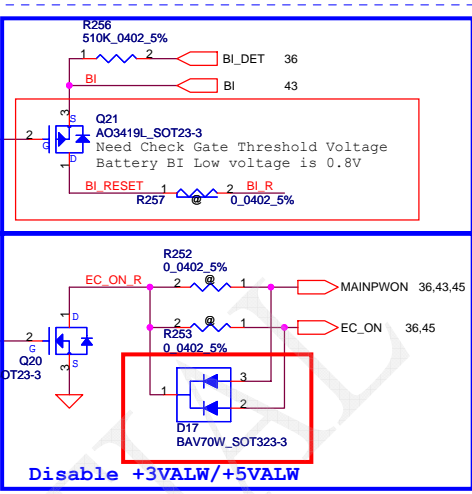 R256
510K_0402_5%
1 2 BI_DET 36
BI BI 43
3 S
Q21
AO3419L_SOT23-3
2 G
Need Check Gate Threshold Voltage
Battery BI Low voltage is 0.8V
D
1
BI_RESET 1 2 BI_R
R257 @ 0_0402_5%
R252
0_0402_5%
EC_ON_R 2 @ 1 MAINPWON 36,43,45
1 D
2 @ 1 EC_ON 36,45
R253
0_0402_5%
2 G
Q20
3 S
OT23-3
3
1
2
D17
BAV70W_SOT323-3
Disable +3VALW/+5VALW